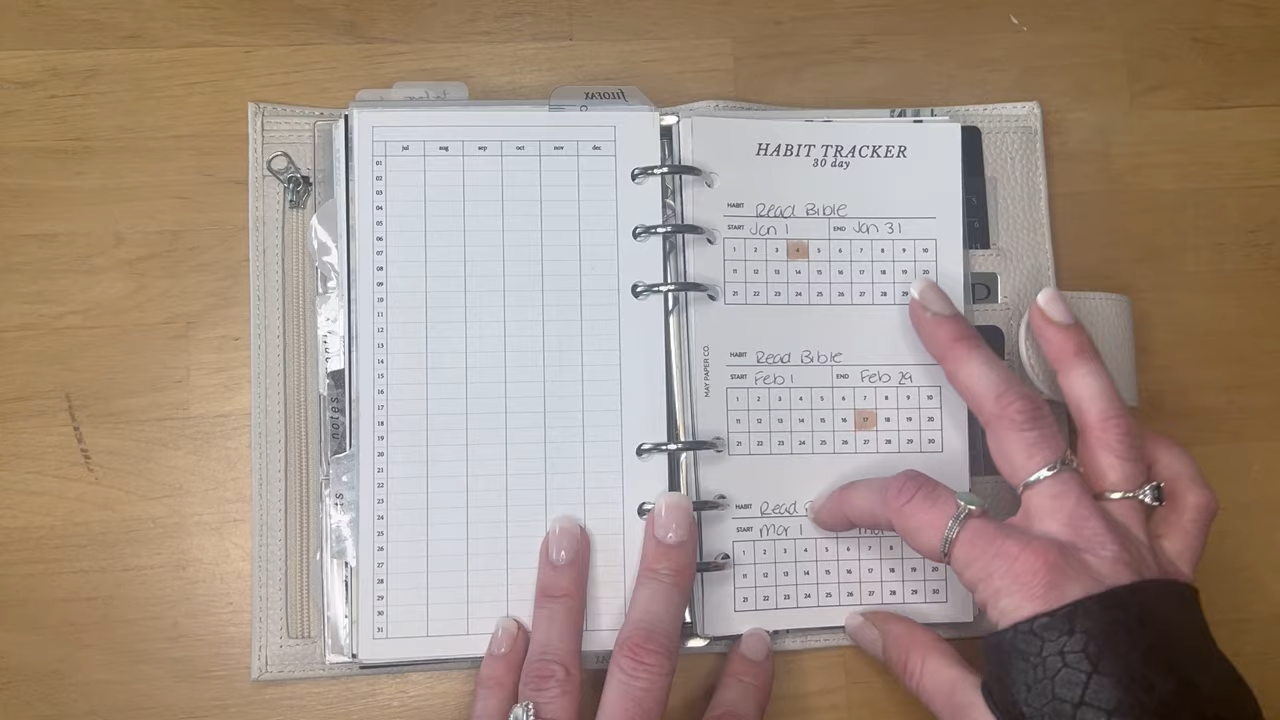 FILOFAX
jul aug sep oct nov dec
01
02
03
04
05
06
07
08
09
10
11
12
13
14
15
16
17
18
19
20
21
22
23
24
25
26
27
28
29
30
31
notes
HABIT TRACKER
30 day
HABIT Read Bible
START Jan 1 END Jan 31
1 2 3 4 5 6 7 8 9 10
11 12 13 14 15 16 17 18 19 20
21 22 23 24 25 26 27 28 29
HABIT Read Bible
START Feb 1 END Feb 29
1 2 3 4 5 6 7 8 9 10
11 12 13 14 15 16 17 18 19 20
21 22 23 24 25 26 27 28 29 30
HABIT Read
START Mar 1
1 2 3 4 5 6 7 8
11 12 13 14 15 16 17 18 19 20
21 22 23 24 25 26 27 28 29 30
MAY PAPER CO.
D